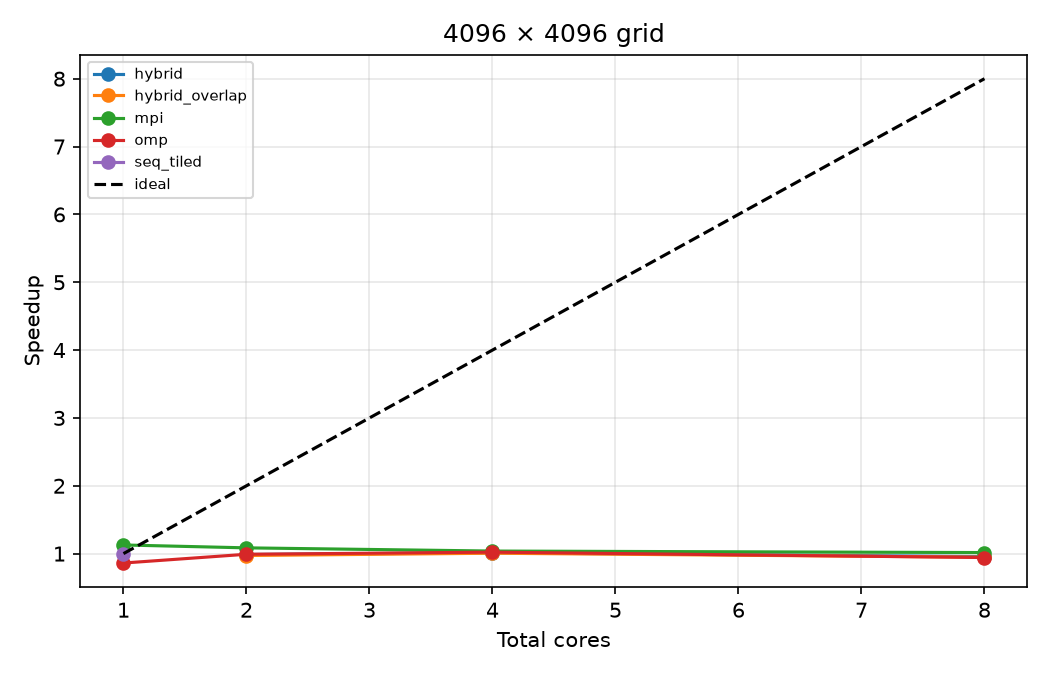 4096 × 4096 grid
hybrid
hybrid_overlap
mpi
omp
seq_tiled
ideal
Speedup
8
7
6
5
4
3
2
1
1 2 3 4 5 6 7 8
Total cores